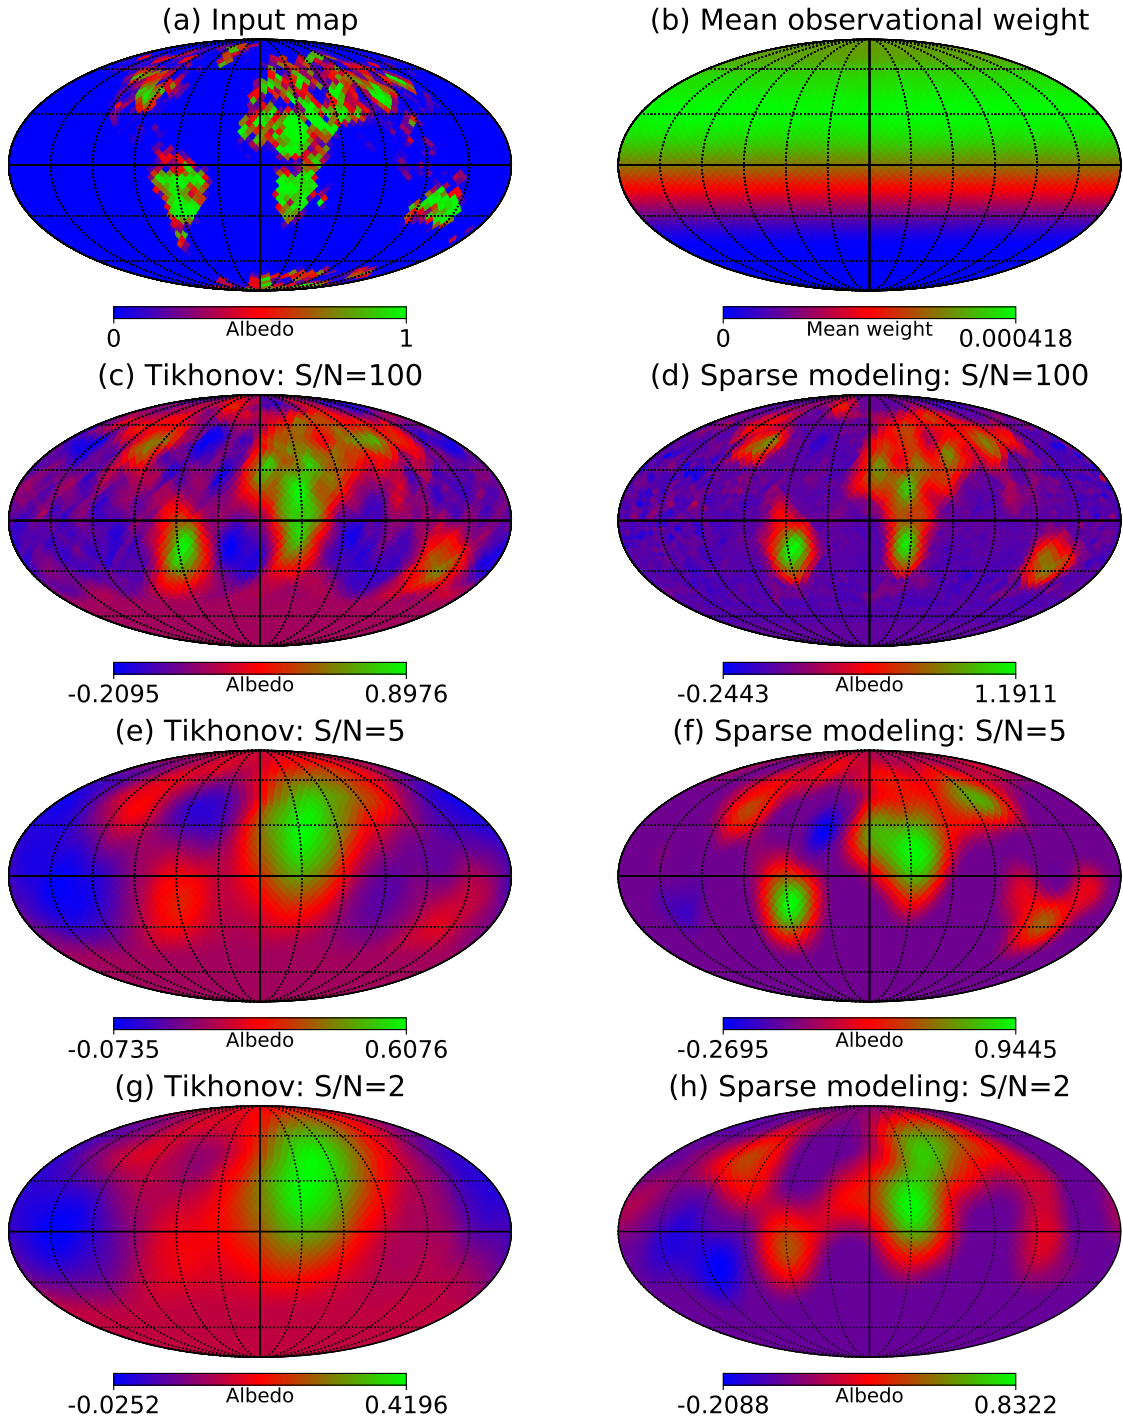 (a) Input map
(b) Mean observational weight
0 Albedo 1
0 Mean weight 0.000418
(c) Tikhonov: S/N=100
(d) Sparse modeling: S/N=100
-0.2095 Albedo 0.8976
-0.2443 Albedo 1.1911
(e) Tikhonov: S/N=5
(f) Sparse modeling: S/N=5
-0.0735 Albedo 0.6076
-0.2695 Albedo 0.9445
(g) Tikhonov: S/N=2
(h) Sparse modeling: S/N=2
-0.0252 Albedo 0.4196
-0.2088 Albedo 0.8322